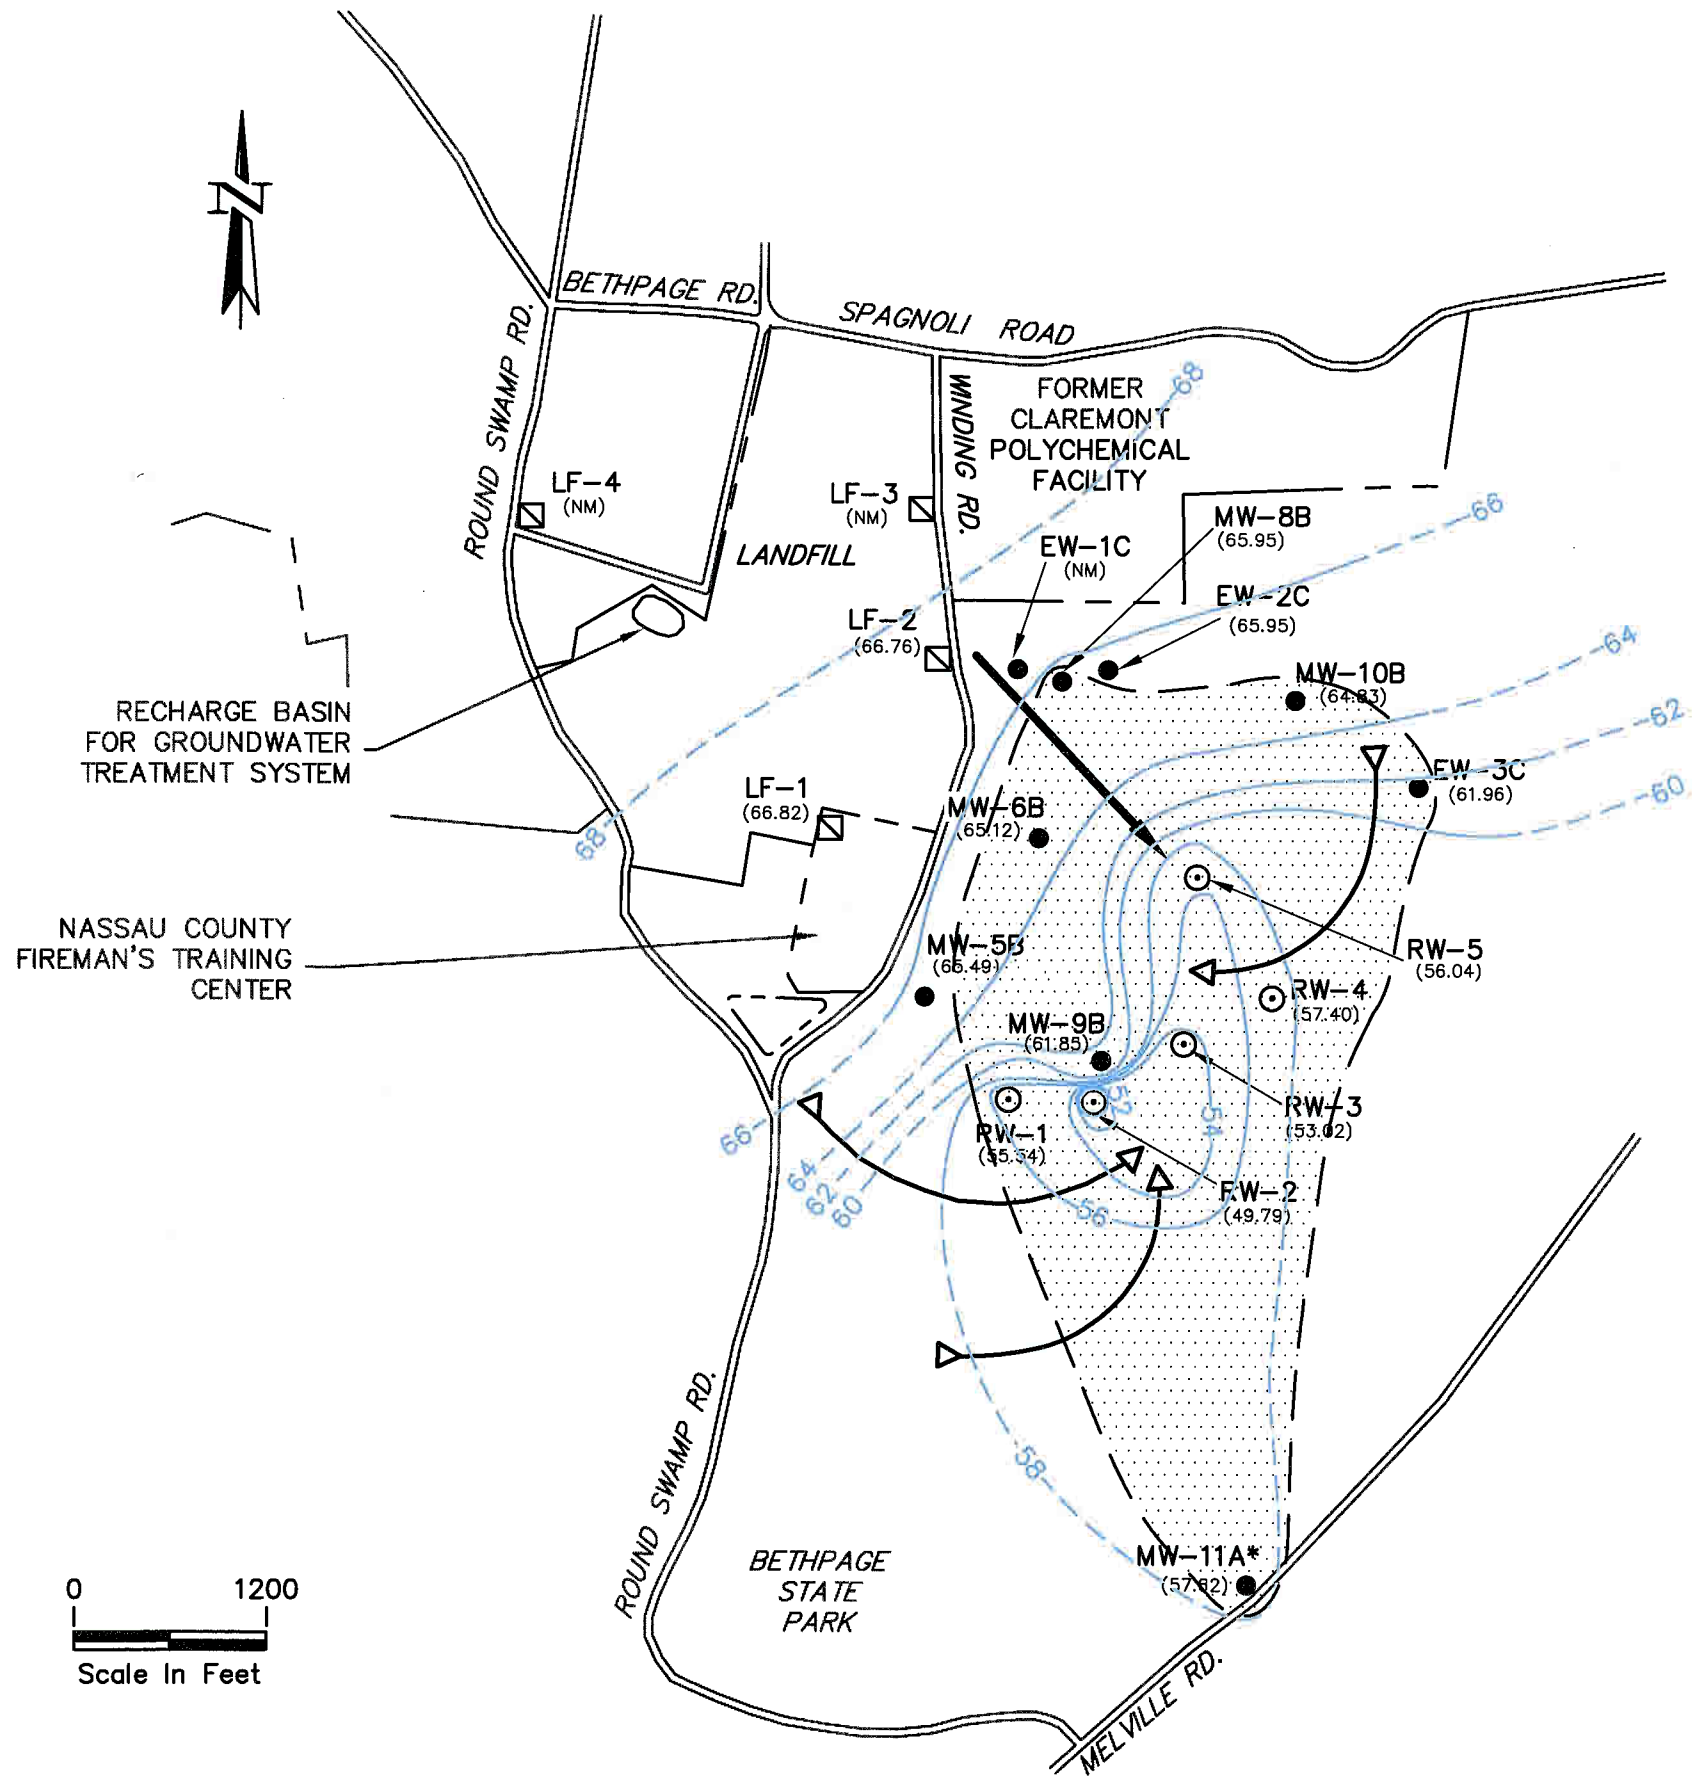 BETHPAGE RD.
SPAGNOLI ROAD
ROUND SWAMP RD.
WINDING RD.
68
FORMER
CLAREMONT
POLYCHEMICAL
FACILITY
N
LF-4
(NM)
LF-3
(NM)
66
MW-8B
(65.95)
EW-1C
(NM)
LANDFILL
EW-2C
(65.95)
LF-2
(66.76)
64
MW-10B
(64.83)
62
RECHARGE BASIN
FOR GROUNDWATER
TREATMENT SYSTEM
EW-3C
(61.96)
60
LF-1
(66.82)
MW-6B
(65.12)
68
NASSAU COUNTY
FIREMAN'S TRAINING
CENTER
MW-5B
(65.49)
RW-5
(56.04)
RW-4
(57.40)
MW-9B
(61.85)
52
54
RW-3
(53.02)
RW-1
(55.54)
66
64
62
60
RW-2
(49.79)
56
58
ROUND SWAMP RD.
MW-11A*
(57.82)
BETHPAGE
STATE
PARK
0 1200
Scale In Feet
MELVILLE RD.